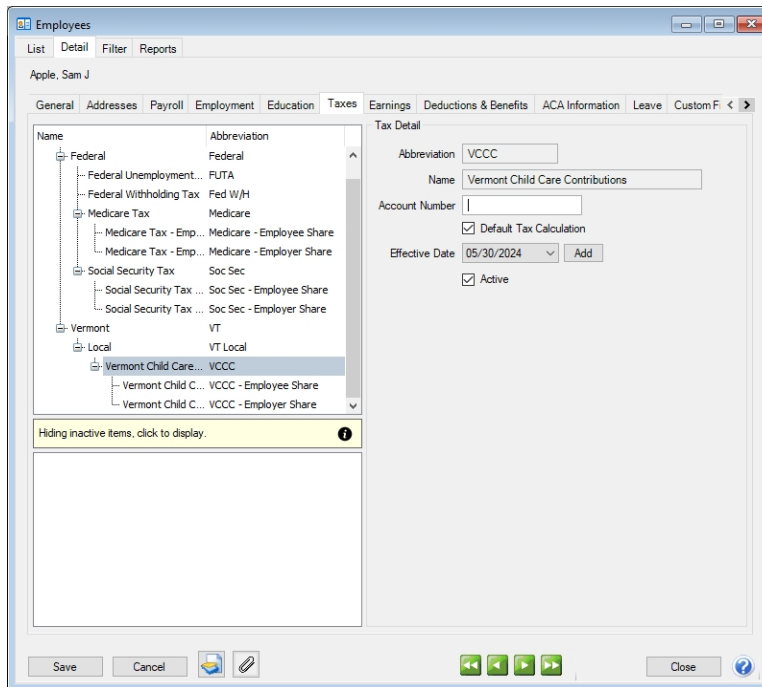 Employees
List Detail Filter Reports
Apple, Sam J
General Addresses Payroll Employment Education Taxes Earnings Deductions & Benefits ACA Information Leave Custom Fi
Name Abbreviation
Federal Federal
Federal Unemployment... FUTA
Federal Withholding Tax Fed W/H
Medicare Tax Medicare
Medicare Tax - Emp... Medicare - Employee Share
Medicare Tax - Emp... Medicare - Employer Share
Social Security Tax Soc Sec
Social Security Tax ... Soc Sec - Employee Share
Social Security Tax ... Soc Sec - Employer Share
Vermont VT
Local VT Local
Vermont Child Care... VCCC
Vermont Child C... VCCC - Employee Share
Vermont Child C... VCCC - Employer Share
Hiding inactive items, click to display.
Tax Detail
Abbreviation VCCC
Name Vermont Child Care Contributions
Account Number
Default Tax Calculation
Effective Date 05/30/2024 Add
Active
Save Cancel Close